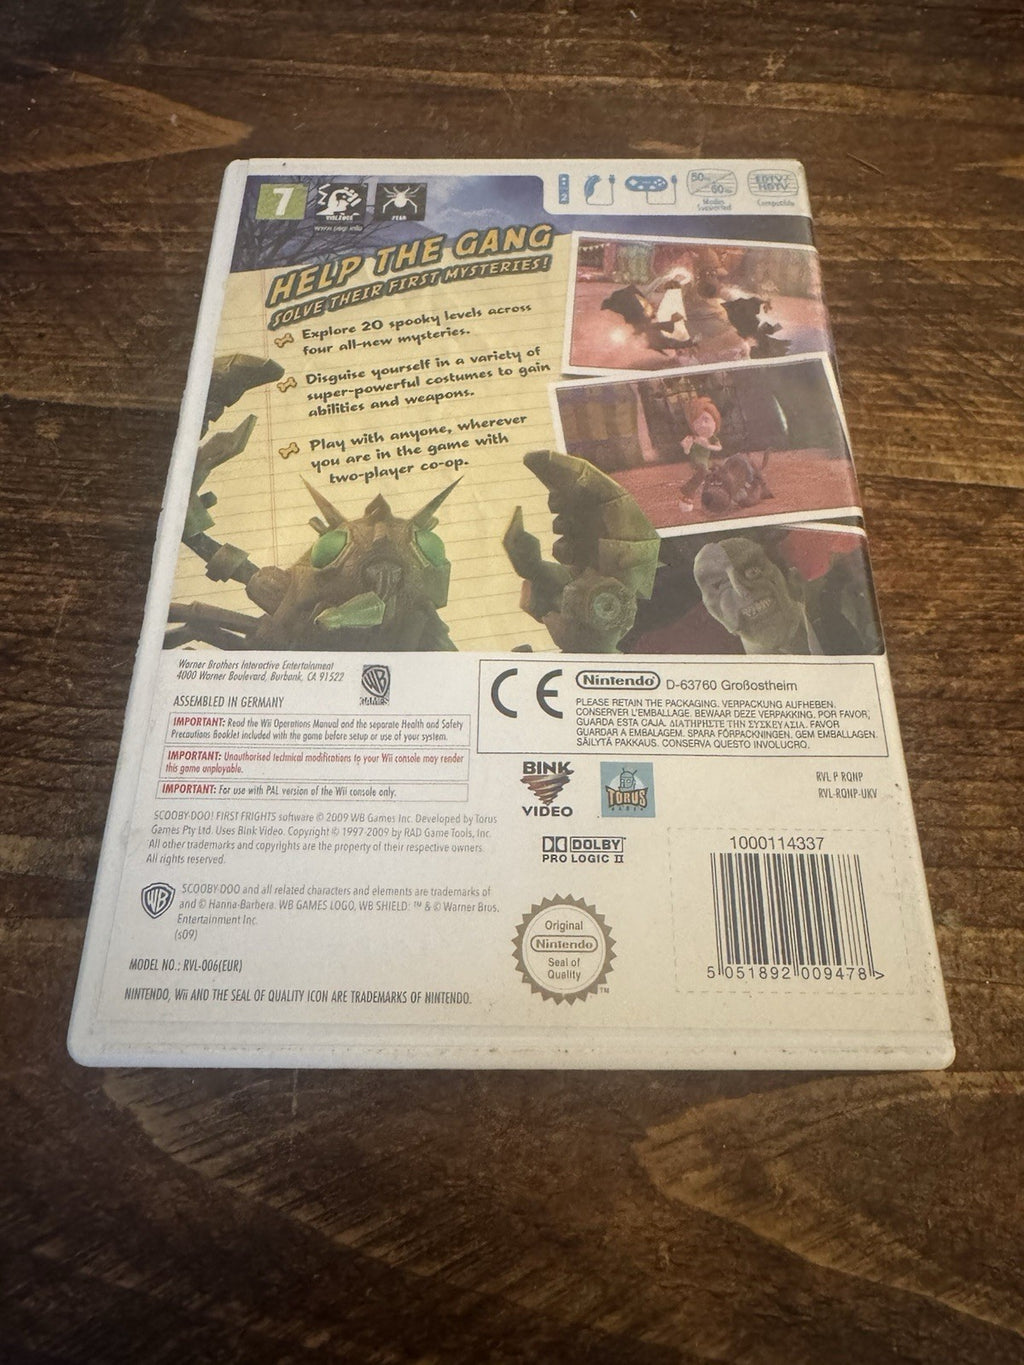 7
VIOLENCE
FEAR
www.pegi.info
2
50Hz
60Hz
Modes
Supported
EDTV/
HDTV
Compatible
HELP THE GANG
SOLVE THEIR FIRST MYSTERIES!
Explore 20 spooky levels across
four all-new mysteries.
Disguise yourself in a variety of
super-powerful costumes to gain
abilities and weapons.
Play with anyone, wherever
you are in the game with
two-player co-op.
Warner Brothers Interactive Entertainment
4000 Warner Boulevard, Burbank, CA 91522
WB
GAMES
ASSEMBLED IN GERMANY
IMPORTANT: Read the Wii Operations Manual and the separate Health and Safety
Precautions Booklet included with the game before setup or use of your system.
IMPORTANT: Unauthorised technical modifications to your Wii console may render
this game unplayable.
IMPORTANT: For use with PAL version of the Wii console only.
SCOOBY-DOO! FIRST FRIGHTS software © 2009 WB Games Inc. Developed by Torus
Games Pty Ltd. Uses Bink Video. Copyright © 1997-2009 by RAD Game Tools, Inc.
All other trademarks and copyrights are the property of their respective owners.
All rights reserved.
WB
SCOOBY-DOO and all related characters and elements are trademarks of
and © Hanna-Barbera. WB GAMES LOGO, WB SHIELD: ™ & © Warner Bros.
Entertainment Inc.
(s09)
MODEL NO.: RVL-006(EUR)
NINTENDO, Wii AND THE SEAL OF QUALITY ICON ARE TRADEMARKS OF NINTENDO.
CE
Nintendo D-63760 Großostheim
PLEASE RETAIN THE PACKAGING. VERPACKUNG AUFHEBEN.
CONSERVER L'EMBALLAGE. BEWAAR DEZE VERPAKKING. POR FAVOR,
GUARDA ESTA CAJA. ΔΙΑΤΗΡΗΣΤΕ ΤΗΝ ΣΥΣΚΕΥΑΣΙΑ. FAVOR
GUARDAR A EMBALAGEM. SPARA FÖRPACKNINGEN. GEM EMBALLAGEN.
SÄILYTÄ PAKKAUS. CONSERVA QUESTO INVOLUCRO.
BINK
VIDEO
TORUS
GAMES
RVL P RQNP
RVL-RQNP-UKV
DOLBY
PRO LOGIC II
1000114337
5 051892 009478 >
Original
Nintendo
Seal of
Quality
TM